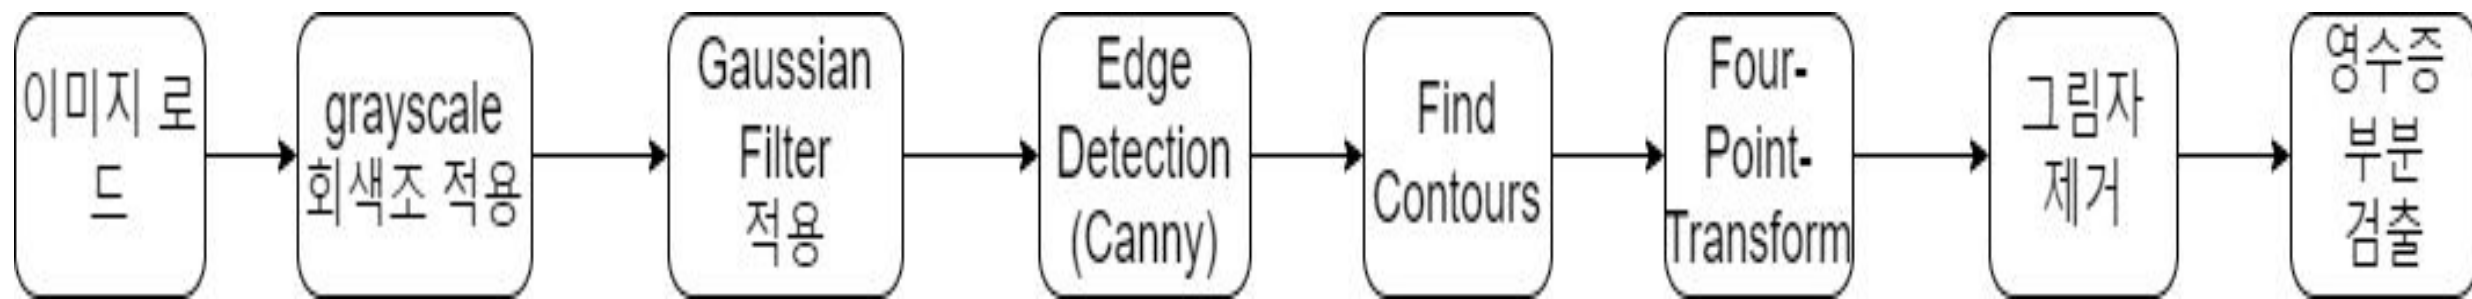 이미지 로
드
grayscale
회색조 적용
Gaussian
Filter
적용
Edge
Detection
(Canny)
Find
Contours
Four-
Point-
Transform
그림자
제거
영수증
부분
검출